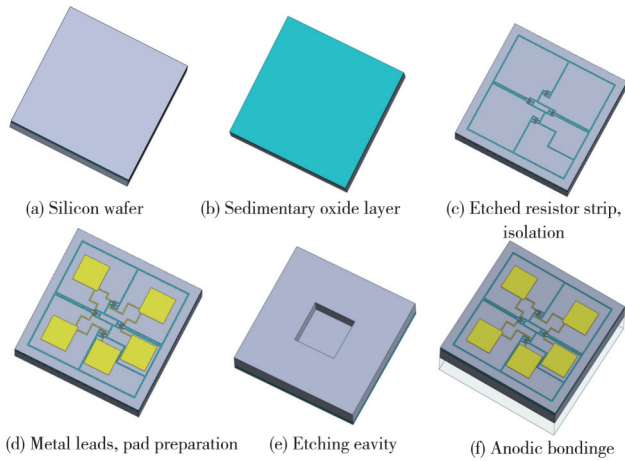 (a) Silicon wafer
(b) Sedimentary oxide layer
(c) Etched resistor strip,
isolation
(d) Metal leads, pad preparation
(e) Etching eavity
(f) Anodic bondinge